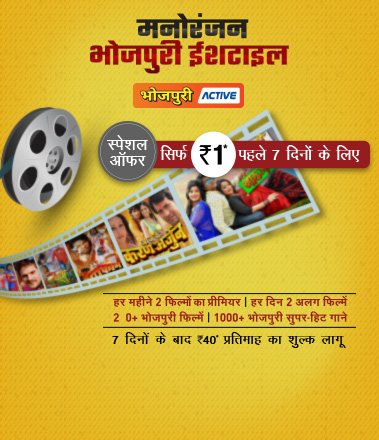 मनोरंजन
भोजपुरी ईशटाइल
भोजपुरी ACTIVE
स्पेशल
ऑफर
सिर्फ ₹1* पहले 7 दिनों के लिए
करण अर्जुन
हर महीने 2 फिल्मों का प्रीमियर | हर दिन 2 अलग फिल्में
2 0+ भोजपुरी फिल्में | 1000+ भोजपुरी सुपर-हिट गाने
7 दिनों के बाद ₹40* प्रतिमाह का शुल्क लागू